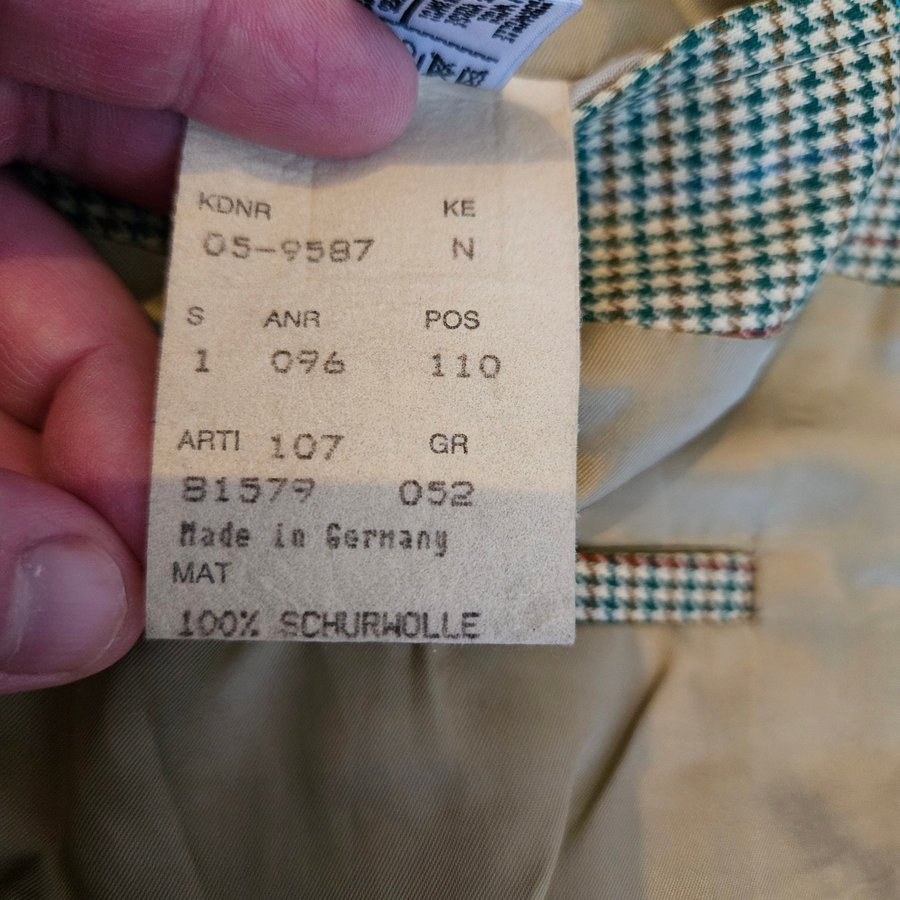 KDNR KE
05-9587 N
S ANR POS
1 096 110
ARTI 107 GR
81579 052
Made in Germany
MAT
100% SCHURWOLLE